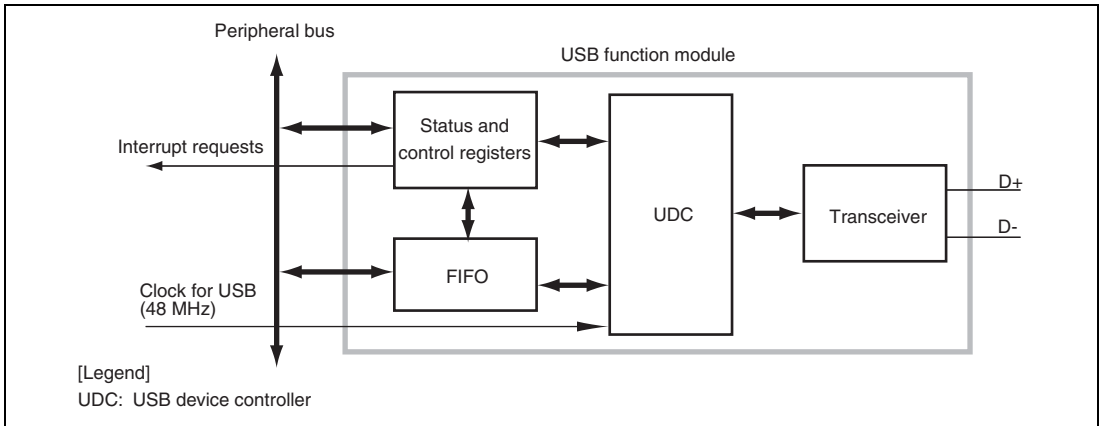 Peripheral bus
USB function module
Status and
control registers
Interrupt requests
UDC
Transceiver
D+
D-
FIFO
Clock for USB
(48 MHz)
[Legend]
UDC: USB device controller